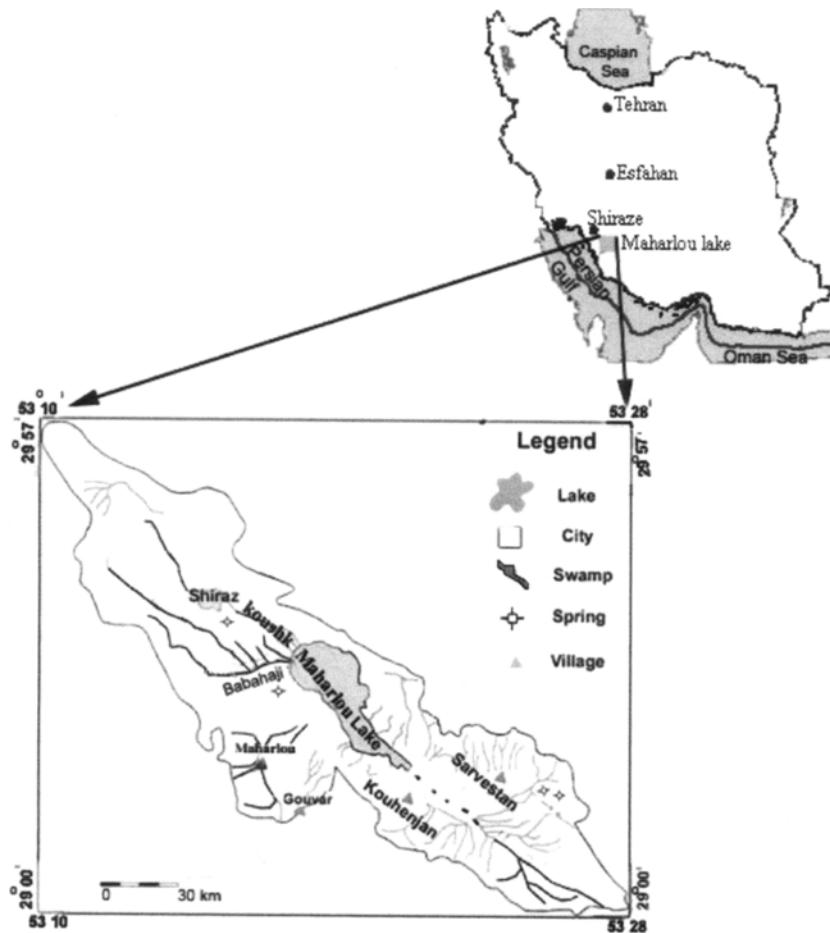 Caspian
Sea
Tehran
Esfahan
Shiraze
Maharlou lake
Persian
Gulf
Oman Sea
53 10'
53 28'
29 57'
29 57'
Legend
Lake
City
Swamp
Spring
Village
Shiraz
koushk
Babahaji
Maharlou Lake
Maharlou
Gouvar
Kouhenjan
Sarvestan
0 30 km
29 00'
29 00'
53 10
53 28